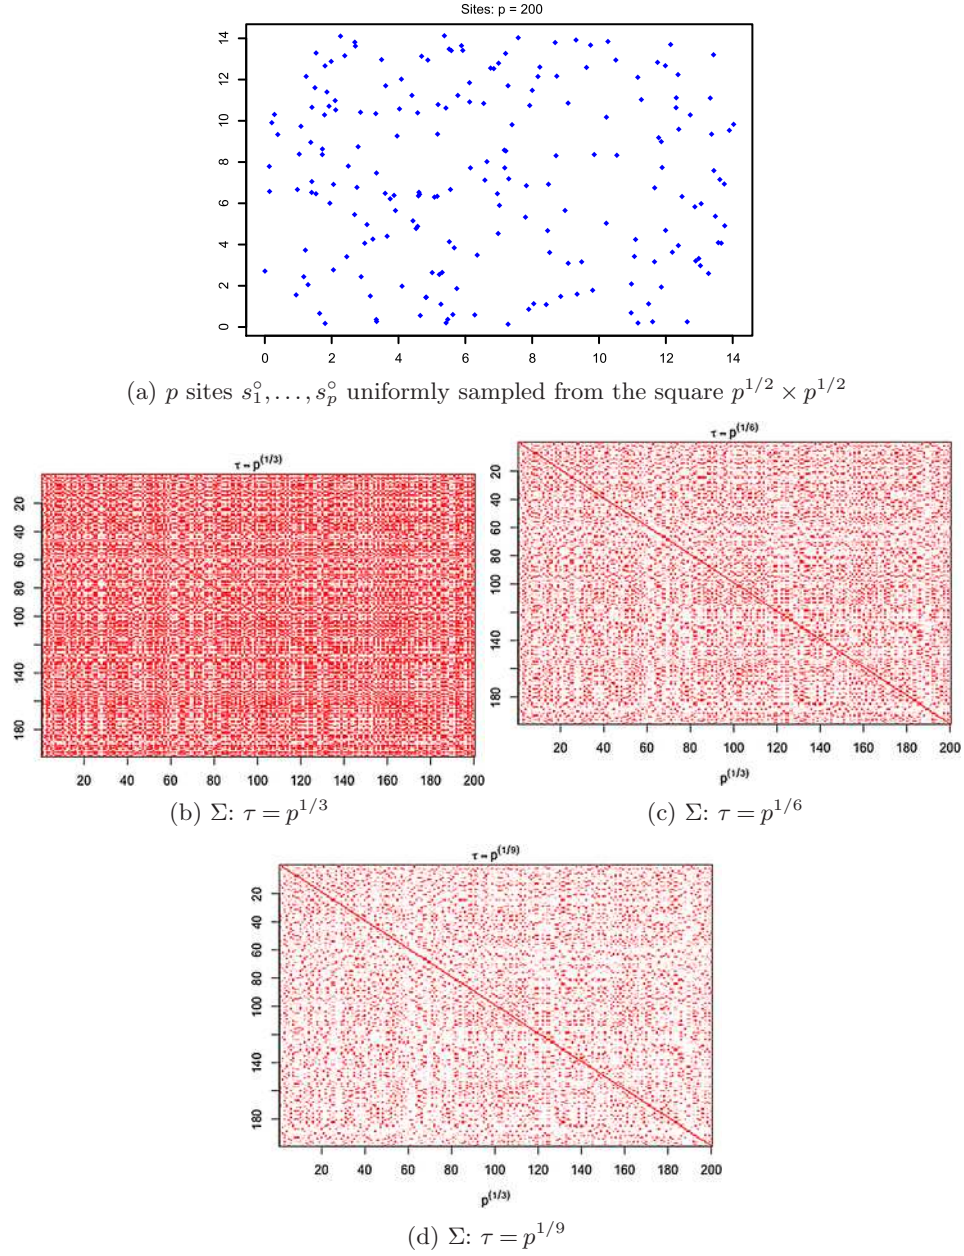 Sites: p = 200
14
12
10
8
6
4
2
0
0 2 4 6 8 10 12 14
(a) p sites s₁°,…,sₚ° uniformly sampled from the square p^{1/2} × p^{1/2}
τ = p^(1/3)
20
40
60
80
100
140
180
20 40 60 80 100 120 140 160 180 200
(b) Σ: τ = p^{1/3}
τ = p^(1/6)
20
40
60
80
100
140
180
20 40 60 80 100 120 140 160 180 200
p^(1/3)
(c) Σ: τ = p^{1/6}
τ = p^(1/9)
20
40
60
80
100
140
180
20 40 60 80 100 120 140 160 180 200
p^(1/3)
(d) Σ: τ = p^{1/9}